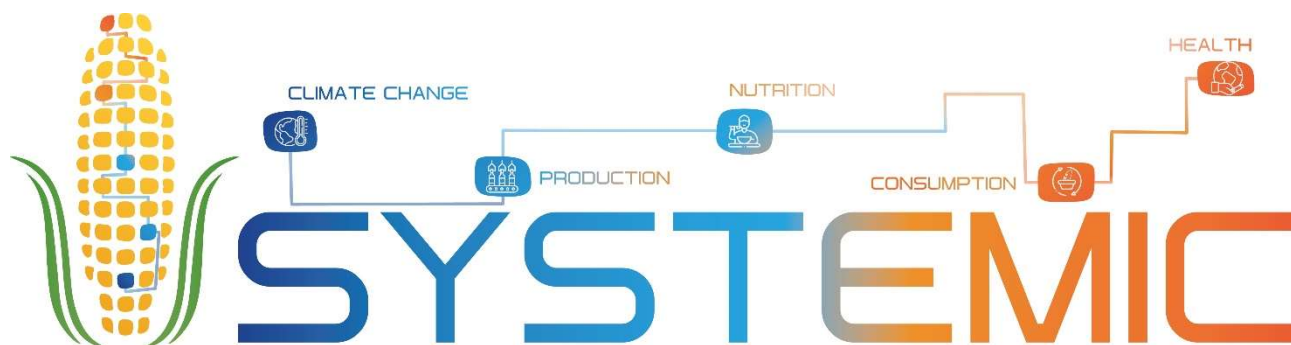 HEALTH
CLIMATE CHANGE
NUTRITION
PRODUCTION
CONSUMPTION
SYSTEMIC